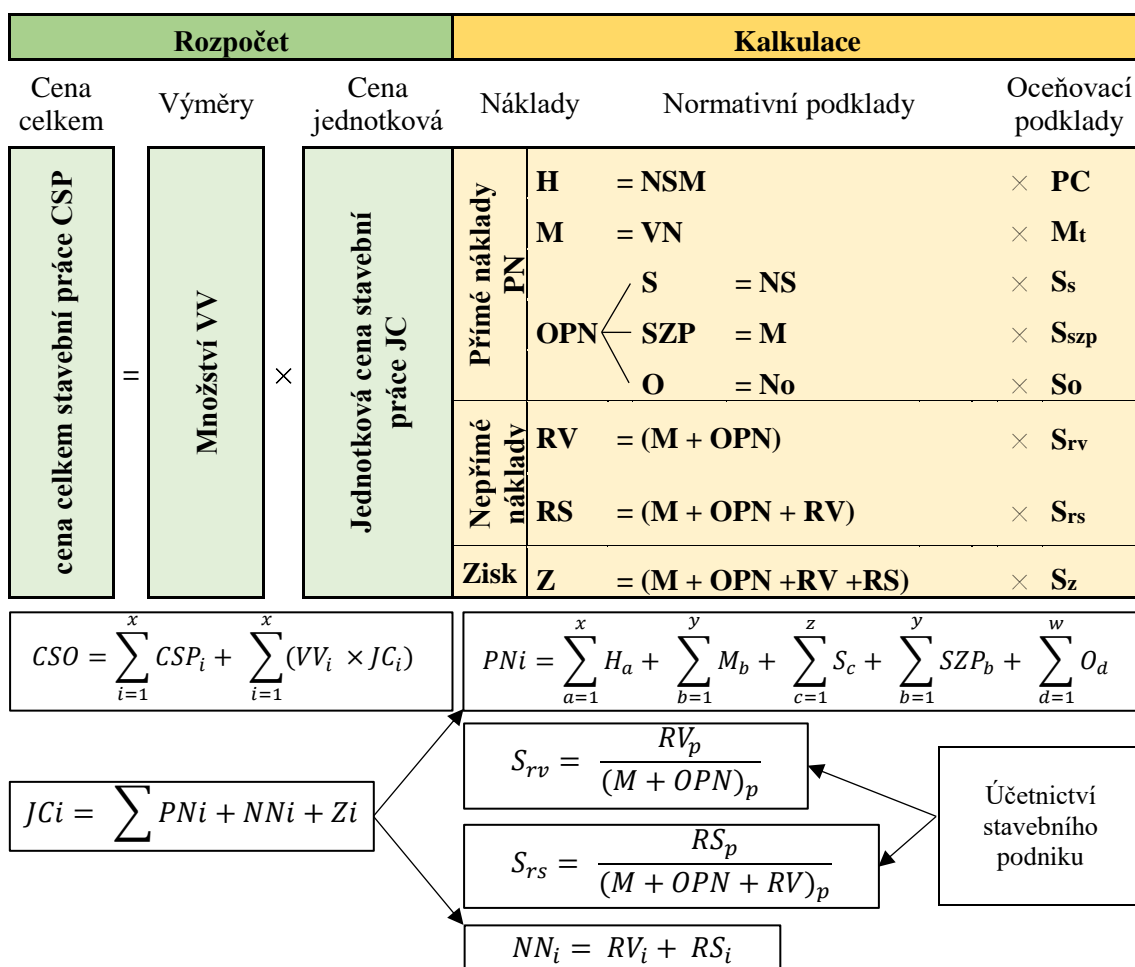 Rozpočet Kalkulace
Cena celkem Výměry Cena jednotková Náklady Normativní podklady Oceňovací podklady
cena celkem stavební práce CSP
=
Množství VV
×
Jednotková cena stavební práce JC
Přímé náklady PN
H = NSM × PC
M = VN × Mt
S = NS × Ss
OPN SZP = M × Sszp
O = No × So
Nepřímé náklady
RV = (M + OPN) × Srv
RS = (M + OPN + RV) × Srs
Zisk Z = (M + OPN +RV +RS) × Sz
CSO = ∑_{i=1}^{x} CSP_i + ∑_{i=1}^{x} (VV_i × JC_i)
PNi = ∑_{a=1}^{x} H_a + ∑_{b=1}^{y} M_b + ∑_{c=1}^{z} S_c + ∑_{b=1}^{y} SZP_b + ∑_{d=1}^{w} O_d
S_rv = RV_p / (M + OPN)_p
JCi = ∑ PNi + NNi + Zi
Účetnictví
stavebního
podniku
S_rs = RS_p / (M + OPN + RV)_p
NN_i = RV_i + RS_i